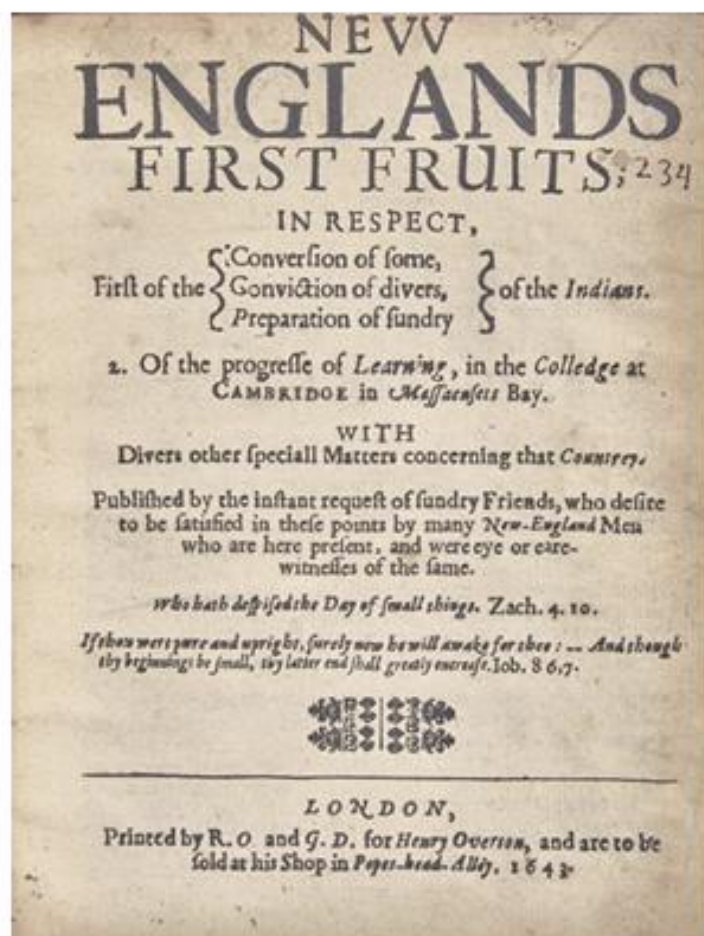 NEVV
ENGLANDS
FIRST FRUITS; 234
IN RESPECT,
Firſt of the { Converſion of ſome, } of the Indians.
Conviction of divers,
Preparation of ſundry
2. Of the progreſſe of Learning, in the Colledge at
CAMBRIDGE in Maſſacuſets Bay.
WITH
Divers other ſpeciall Matters concerning that Countrey.
Publiſhed by the inſtant requeſt of ſundry Friends, who deſire
to be ſatisfied in theſe points by many New-England Men
who are here preſent, and were eye or eare-
witneſſes of the ſame.
Who hath deſpiſed the Day of ſmall things. Zach. 4. 10.
If thou wert pure and upright, ſurely now he will awake for thee: -- And though
thy beginnings be ſmall, thy latter end ſhall greatly encreaſe. Iob. 8 6,7.
LONDON,
Printed by R. O. and G. D. for Henry Overton, and are to be
ſold at his Shop in Popes-head-Alley. 1643.